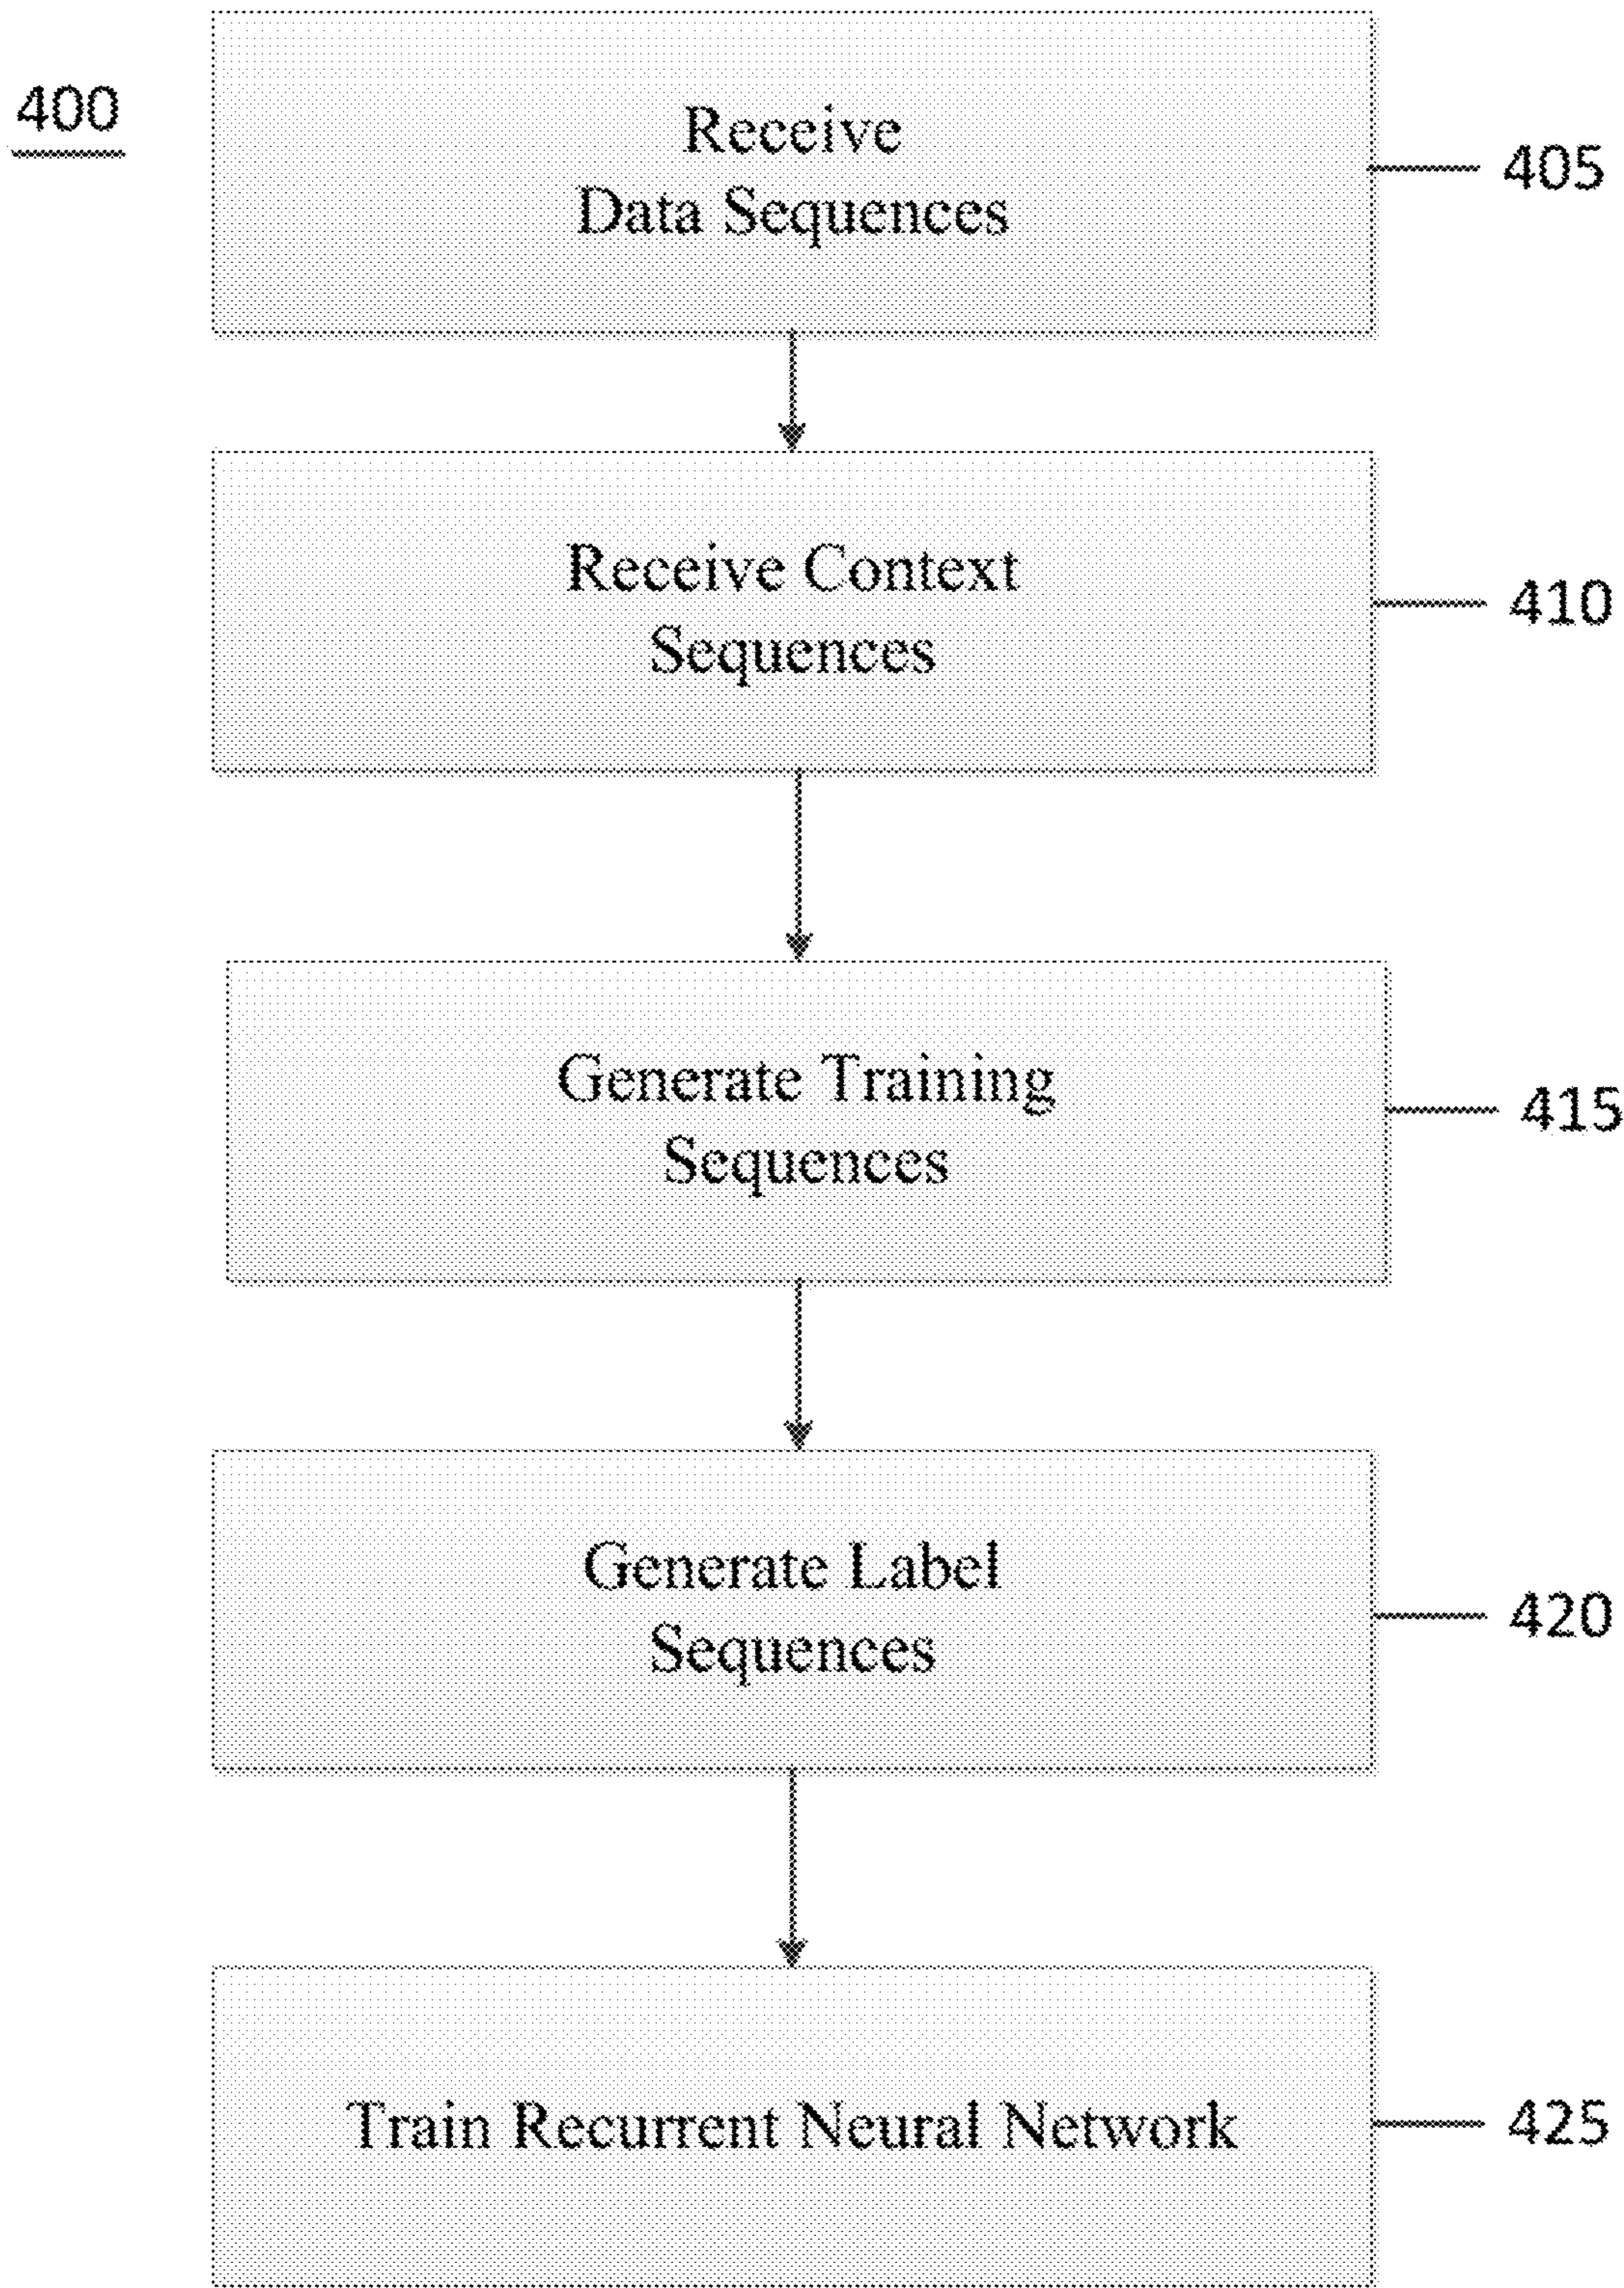 400
Receive
Data Sequences
405
Receive Context
Sequences
410
Generate Training
Sequences
415
Generate Label
Sequences
420
Train Recurrent Neural Network
425